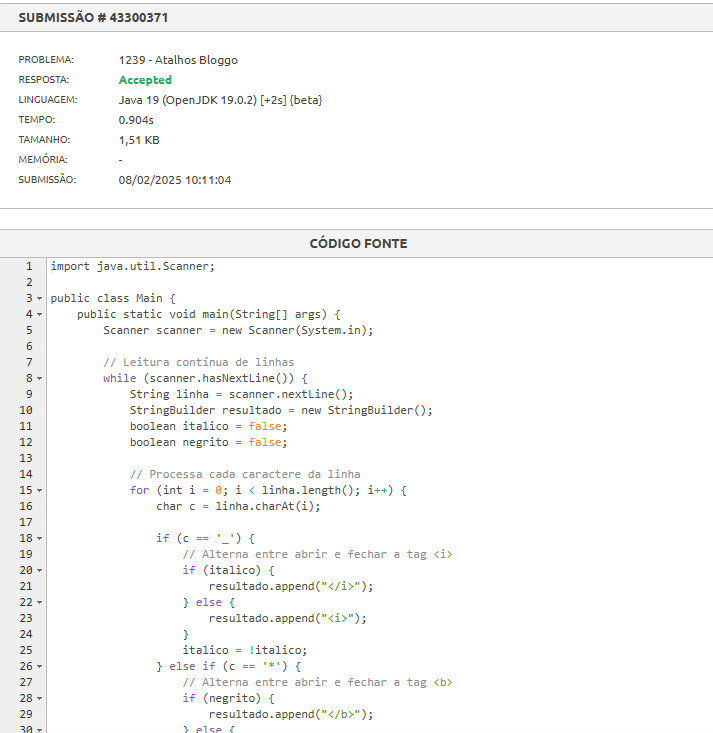 SUBMISSÃO # 43300371
PROBLEMA: 1239 - Atalhos Bloggo
RESPOSTA: Accepted
LINGUAGEM: Java 19 (OpenJDK 19.0.2) [+2s] {beta}
TEMPO: 0.904s
TAMANHO: 1,51 KB
MEMÓRIA: -
SUBMISSÃO: 08/02/2025 10:11:04
CÓDIGO FONTE
1 import java.util.Scanner;
2
3 public class Main {
4     public static void main(String[] args) {
5         Scanner scanner = new Scanner(System.in);
6
7         // Leitura contínua de linhas
8         while (scanner.hasNextLine()) {
9             String linha = scanner.nextLine();
10             StringBuilder resultado = new StringBuilder();
11             boolean italico = false;
12             boolean negrito = false;
13
14             // Processa cada caractere da linha
15             for (int i = 0; i < linha.length(); i++) {
16                 char c = linha.charAt(i);
17
18                 if (c == '_') {
19                     // Alterna entre abrir e fechar a tag <i>
20                     if (italico) {
21                         resultado.append("</i>");
22                     } else {
23                         resultado.append("<i>");
24                     }
25                     italico = !italico;
26                 } else if (c == '*') {
27                     // Alterna entre abrir e fechar a tag <b>
28                     if (negrito) {
29                         resultado.append("</b>");
30                     } else {